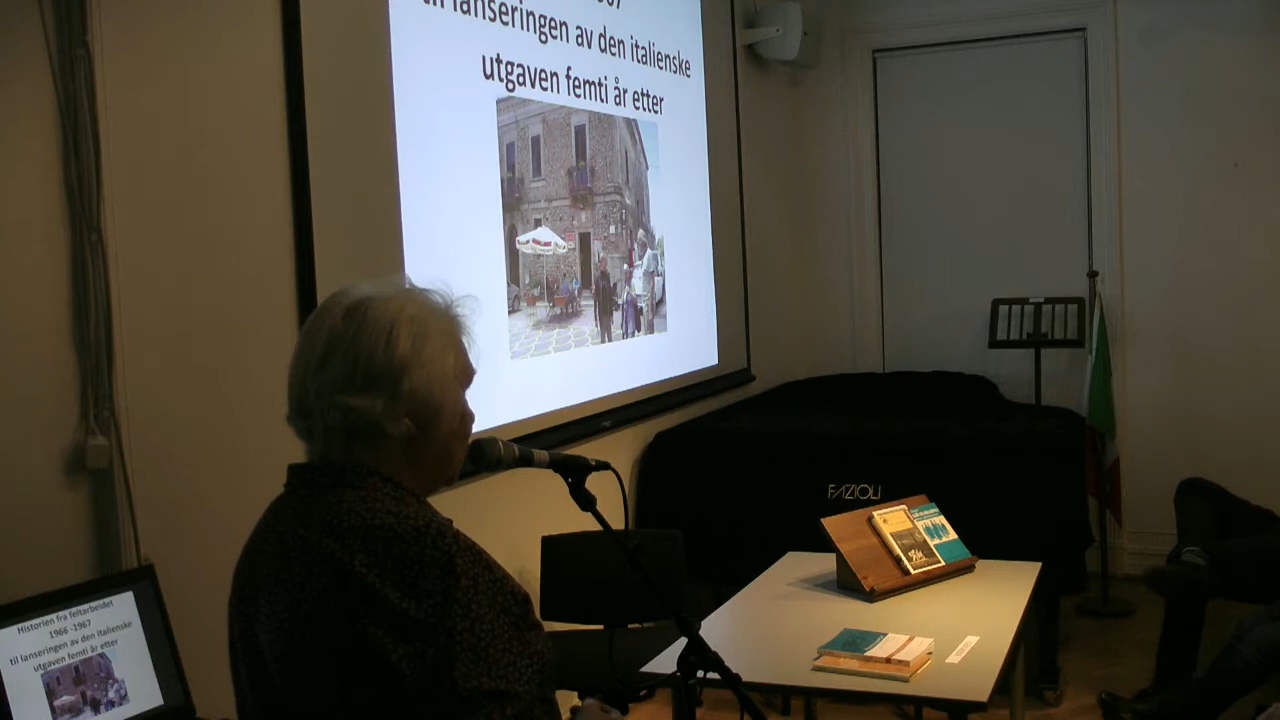 67
til lanseringen av den italienske
utgaven femti år etter
FAZIOLI
Historien fra feltarbeidet
1966 -1967
til lanseringen av den italienske
utgaven femti år etter